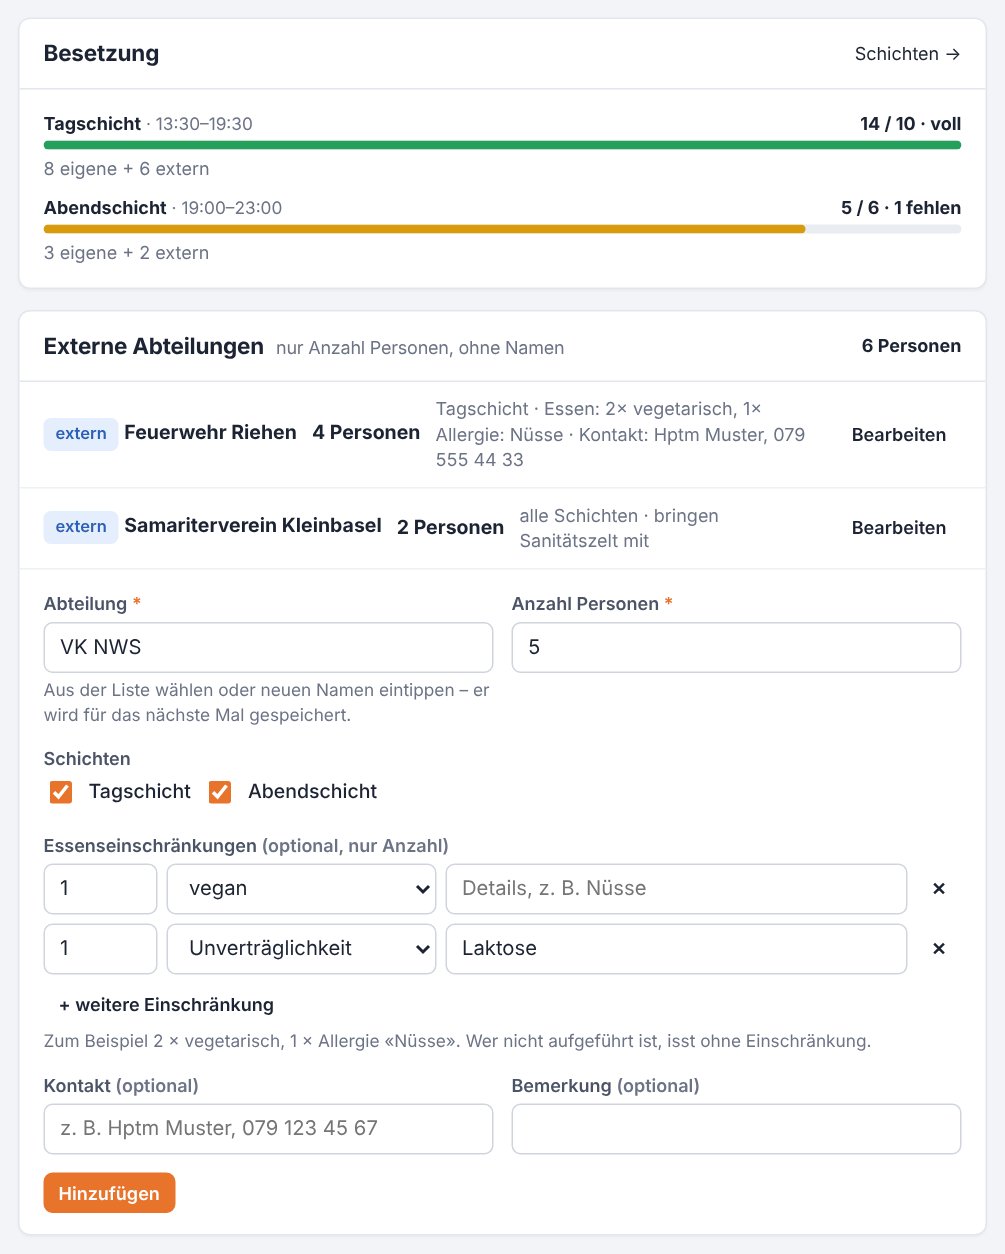 Besetzung
Schichten →
Tagschicht · 13:30–19:30
14 / 10 · voll
8 eigene + 6 extern
Abendschicht · 19:00–23:00
5 / 6 · 1 fehlen
3 eigene + 2 extern
Externe Abteilungen nur Anzahl Personen, ohne Namen
6 Personen
extern Feuerwehr Riehen 4 Personen
Tagschicht · Essen: 2× vegetarisch, 1×
Allergie: Nüsse · Kontakt: Hptm Muster, 079
555 44 33
Bearbeiten
extern Samariterverein Kleinbasel 2 Personen
alle Schichten · bringen
Sanitätszelt mit
Bearbeiten
Abteilung *
VK NWS
Aus der Liste wählen oder neuen Namen eintippen – er
wird für das nächste Mal gespeichert.
Anzahl Personen *
5
Schichten
Tagschicht Abendschicht
Essenseinschränkungen (optional, nur Anzahl)
1 vegan Details, z. B. Nüsse ×
1 Unverträglichkeit Laktose ×
+ weitere Einschränkung
Zum Beispiel 2 × vegetarisch, 1 × Allergie «Nüsse». Wer nicht aufgeführt ist, isst ohne Einschränkung.
Kontakt (optional)
z. B. Hptm Muster, 079 123 45 67
Bemerkung (optional)
Hinzufügen